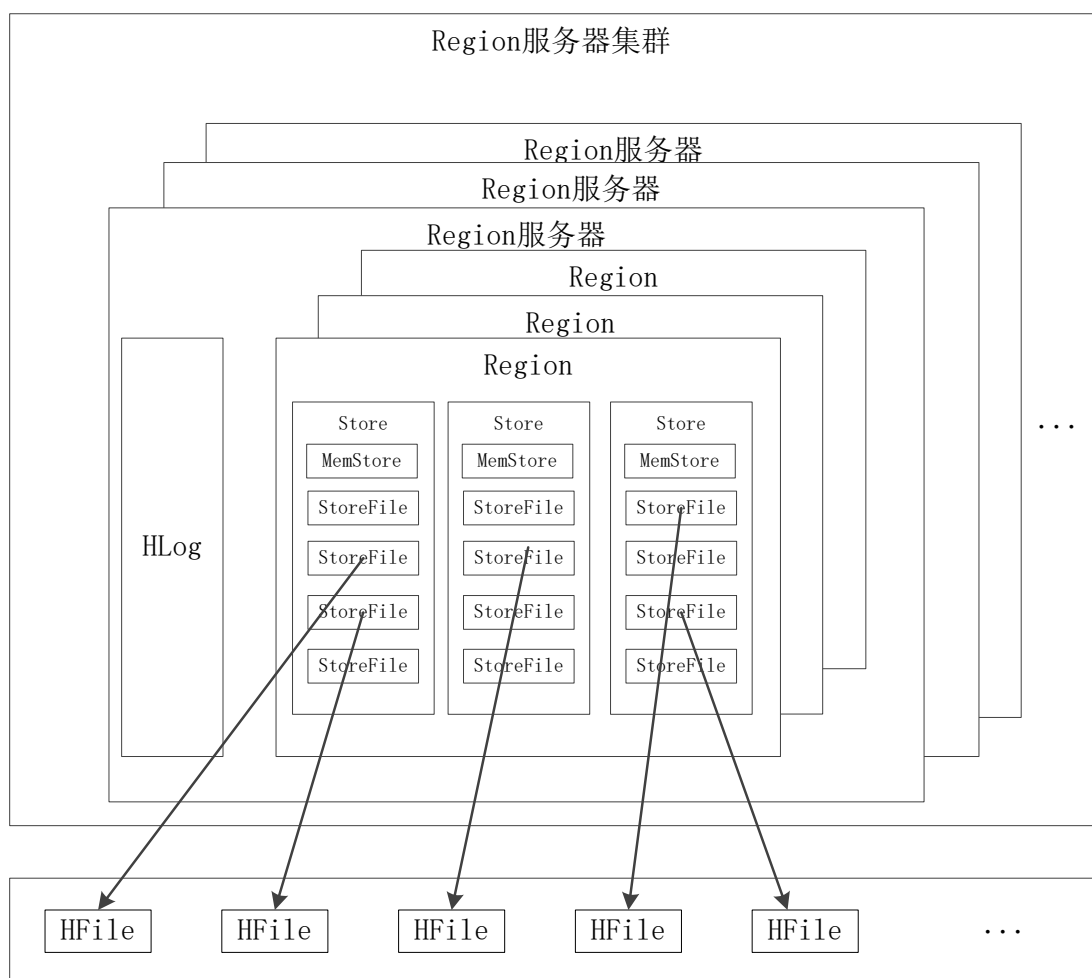 Region服务器集群
Region服务器
Region服务器
Region服务器
Region
Region
Region
Store Store Store
MemStore MemStore MemStore
StoreFile StoreFile StoreFile
StoreFile StoreFile StoreFile
HLog
StoreFile StoreFile StoreFile
StoreFile StoreFile StoreFile
...
HFile HFile HFile HFile HFile ...